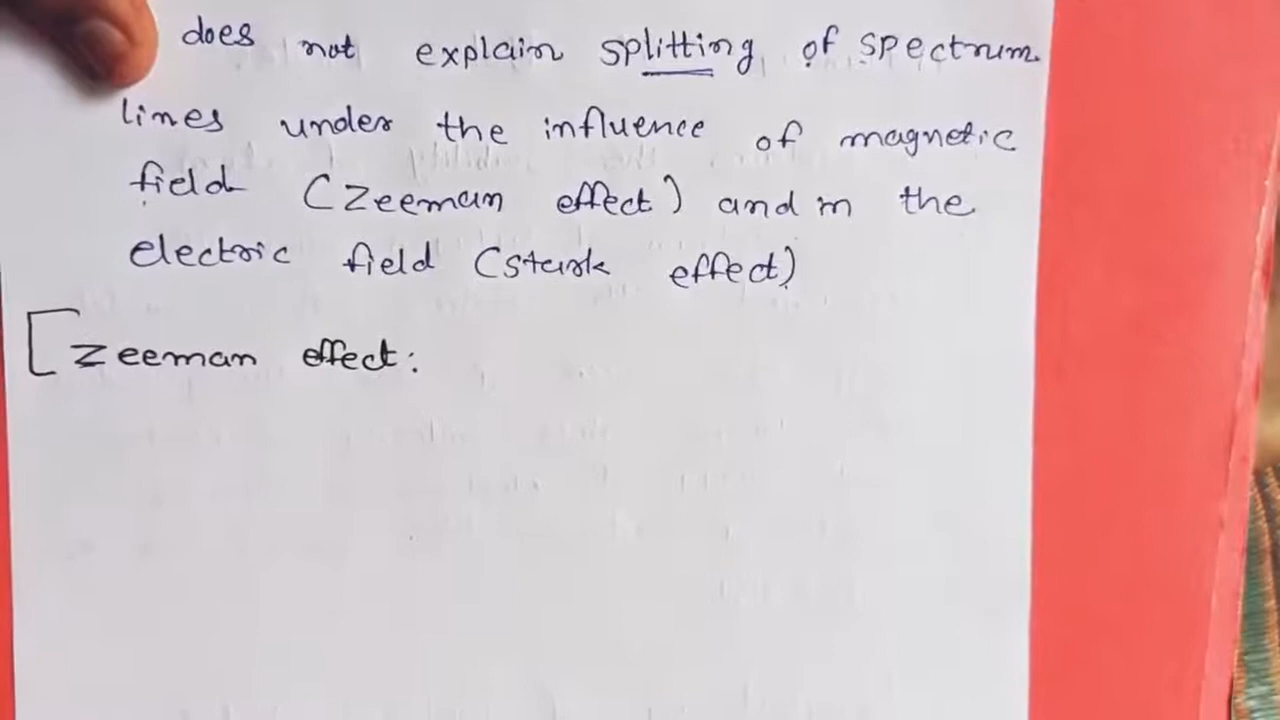 does not explain splitting of spectrum
lines under the influence of magnetic
field (Zeeman effect) and in the
electric field (Stark effect)
Zeeman effect: